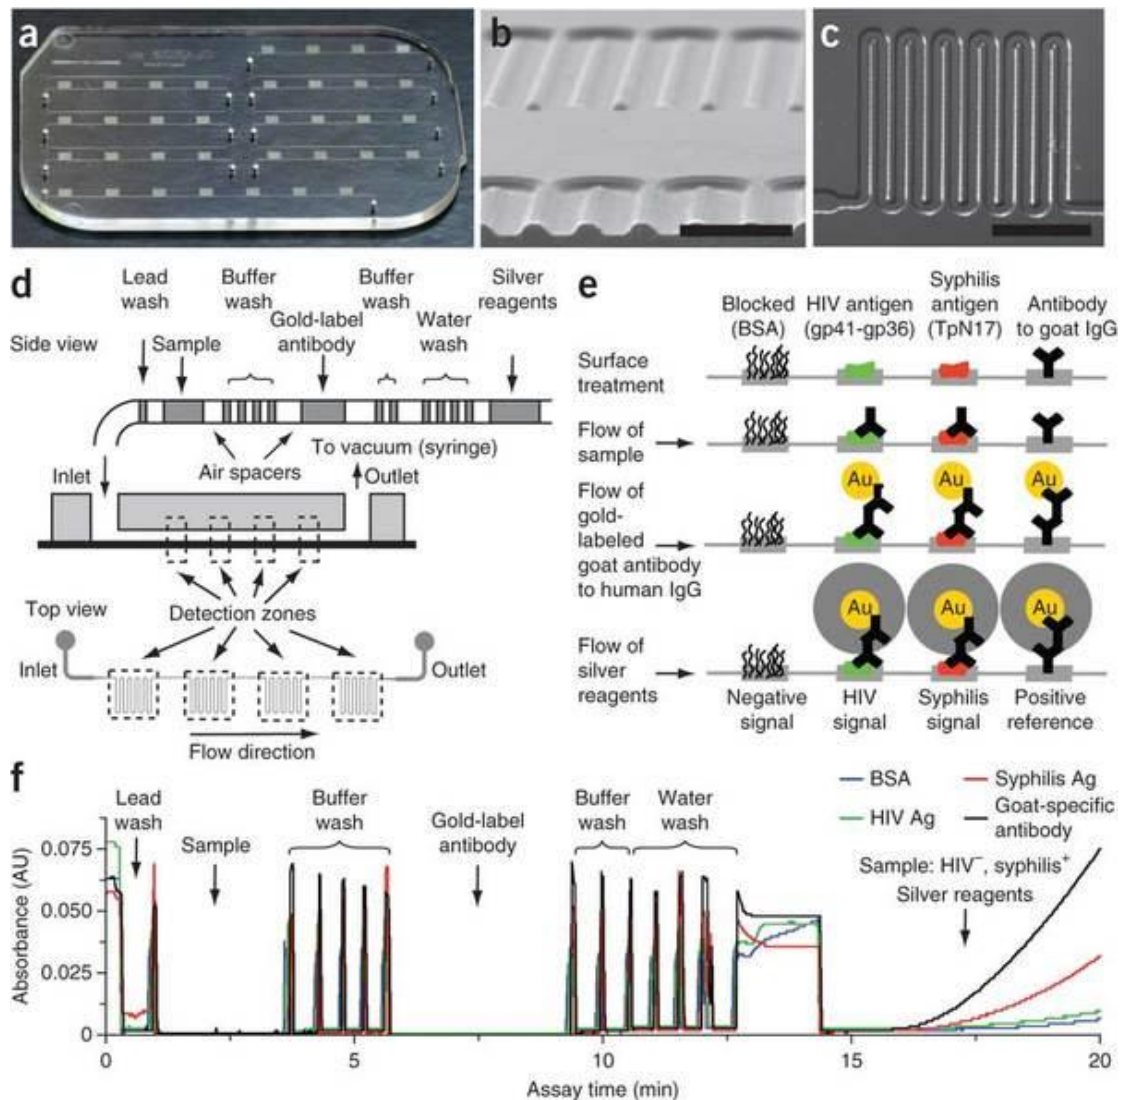 a
b
c
d
Lead
wash
Buffer
wash
Buffer
wash
Silver
reagents
Gold-label
antibody
Water
wash
Side view
Sample
To vacuum (syringe)
Air spacers
Inlet
Outlet
Top view
Detection zones
Inlet
Outlet
Flow direction
e
Blocked
(BSA)
HIV antigen
(gp41-gp36)
Syphilis
antigen
(TpN17)
Antibody
to goat IgG
Surface
treatment
Flow of
sample
Flow of
gold-
labeled
goat antibody
to human IgG
Au
Au
Au
Flow of
silver
reagents
Au
Au
Au
Negative
signal
HIV
signal
Syphilis
signal
Positive
reference
f
Lead
wash
Sample
Buffer
wash
Gold-label
antibody
Buffer
wash
Water
wash
BSA
HIV Ag
Syphilis Ag
Goat-specific
antibody
Sample: HIV⁻, syphilis⁺
Silver reagents
Absorbance (AU)
0.075
0.050
0.025
0
0
5
10
15
20
Assay time (min)